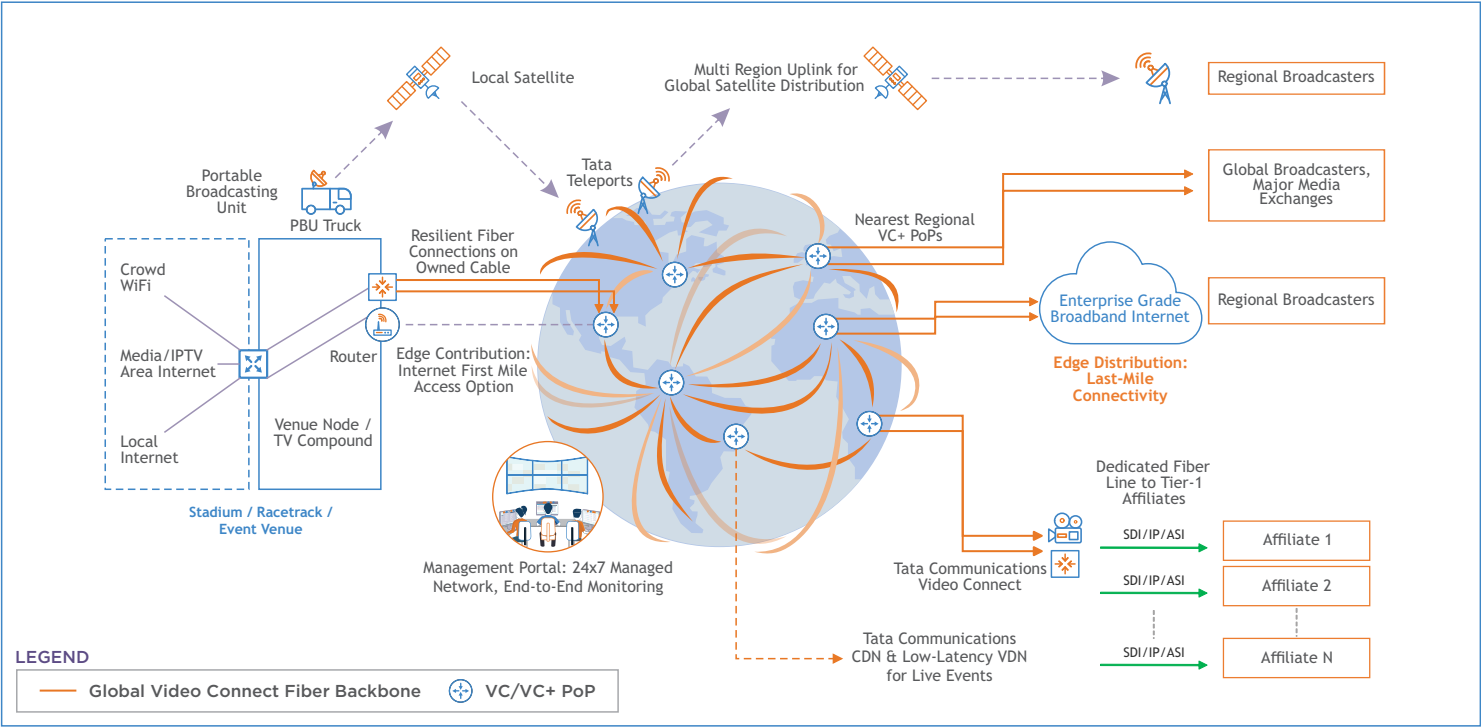 Local Satellite
Multi Region Uplink for
Global Satellite Distribution
Regional Broadcasters
Portable
Broadcasting
Unit
PBU Truck
Tata
Teleports
Global Broadcasters,
Major Media
Exchanges
Nearest Regional
VC+ PoPs
Resilient Fiber
Connections on
Owned Cable
Crowd
WiFi
Media/IPTV
Area Internet
Local
Internet
Router
Venue Node /
TV Compound
Stadium / Racetrack /
Event Venue
Edge Contribution:
Internet First Mile
Access Option
Enterprise Grade
Broadband Internet
Regional Broadcasters
Edge Distribution:
Last-Mile
Connectivity
Management Portal: 24x7 Managed
Network, End-to-End Monitoring
Dedicated Fiber
Line to Tier-1
Affiliates
Tata Communications
Video Connect
SDI/IP/ASI
Affiliate 1
SDI/IP/ASI
Affiliate 2
SDI/IP/ASI
Affiliate N
Tata Communications
CDN & Low-Latency VDN
for Live Events
LEGEND
Global Video Connect Fiber Backbone
VC/VC+ PoP